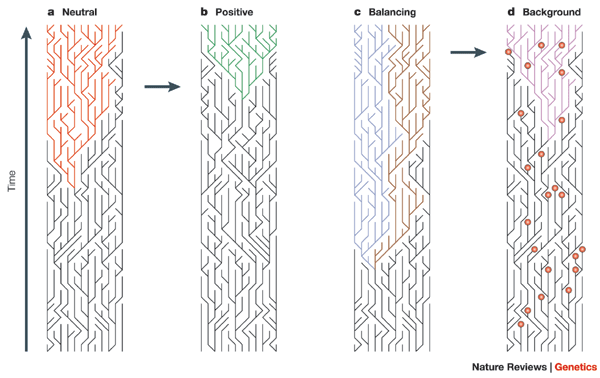 a Neutral
b Positive
c Balancing
d Background
Time
Nature Reviews | Genetics